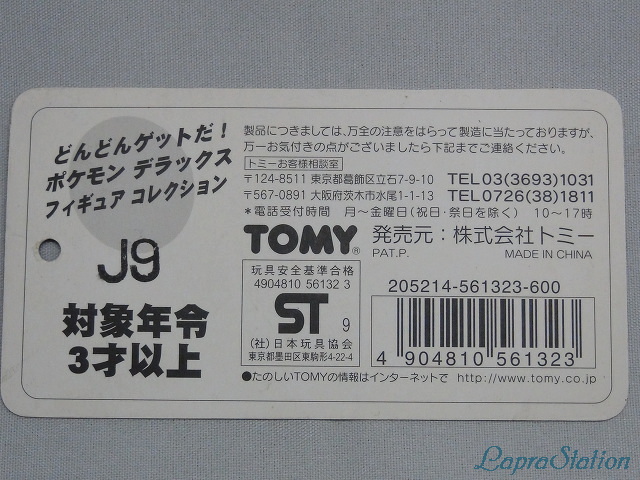 どんどんゲットだ!
ポケモン デラックス
フィギュア コレクション
J9
対象年令
3才以上
製品につきましては、万全の注意をはらって製造に当たっておりますが、
万一お気付きの点がございましたら下記までご連絡ください。
トミーお客様相談室
〒124-8511 東京都葛飾区立石7-9-10 TEL03(3693)1031
〒567-0891 大阪府茨木市水尾1-1-13 TEL0726(38)1811
*電話受付時間 月〜金曜日(祝日・祭日を除く) 10〜17時
TOMY® 発売元:株式会社トミー
PAT.P. MADE IN CHINA
玩具安全基準合格
4904810 56132 3
ST 9
(社)日本玩具協会
東京都墨田区東駒形4-22-4
205214-561323-600
4 904810 561323
●たのしいTOMYの情報はインターネットで http://www.tomy.co.jp
LapraStation